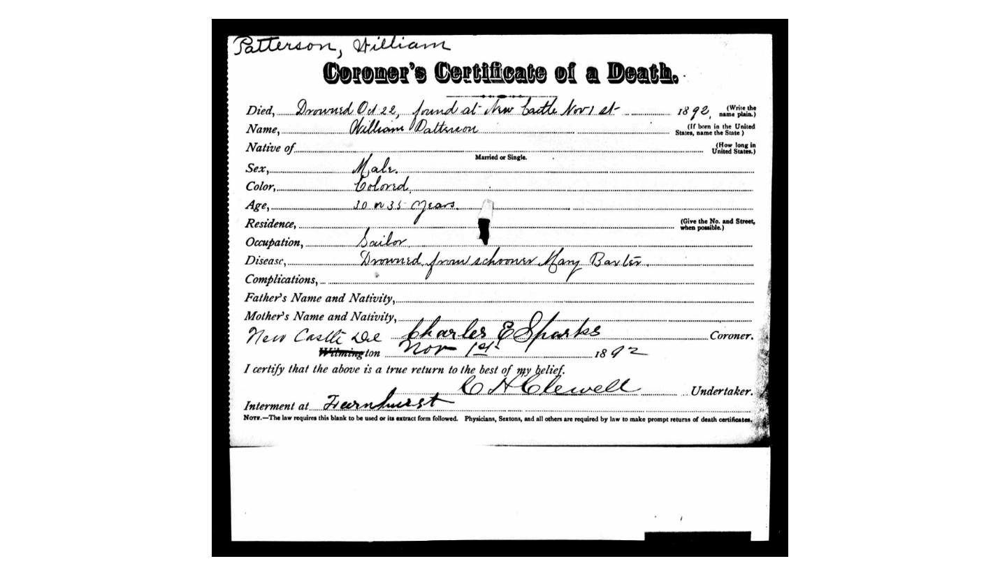 Patterson, William
Coroner's Certificate of a Death.
Died, Drowned Oct 22, found at New Castle Nov 1 st 1892, (Write the name plain.)
Name, William Patterson (If born in the United States, name the State)
Native of (How long in United States.)
Married or Single.
Sex, Male.
Color, Colored.
Age, 30 or 35 years.
Residence, (Give the No. and Street, when possible.)
Occupation, Sailor
Disease, Drowned from schooner Mary Baxter.
Complications,
Father's Name and Nativity,
Mother's Name and Nativity,
New Castle Del Charles E Sparks Coroner.
Wilmington Nov 1st 1892
I certify that the above is a true return to the best of my belief.
C H Clewell Undertaker.
Interment at Farnhurst
NOTE.—The law requires this blank to be used or its extract form followed. Physicians, Sextons, and all others are required by law to make prompt returns of death certificates.